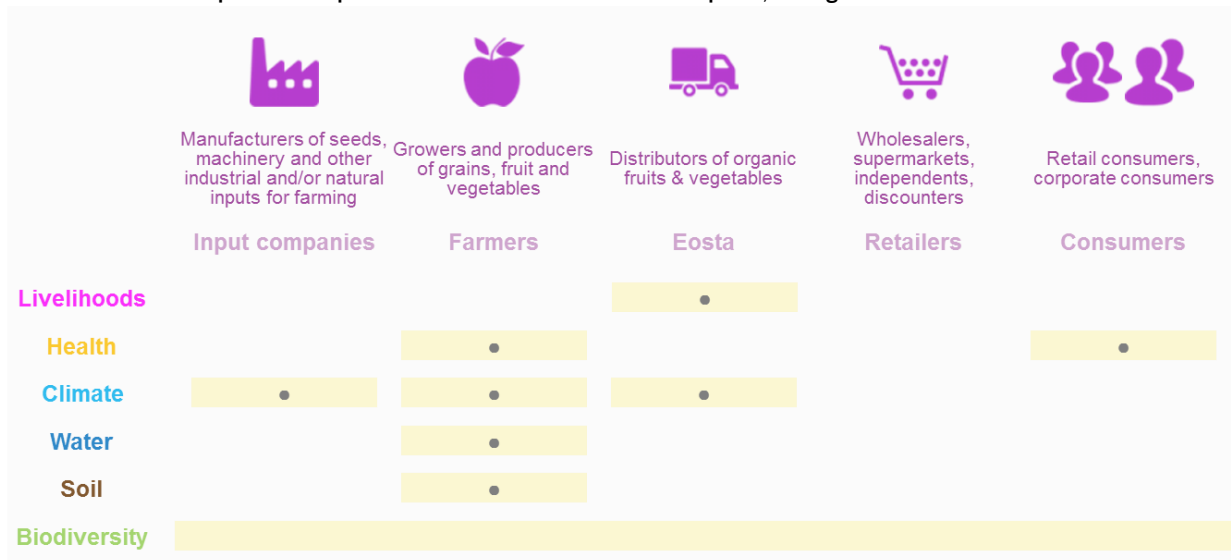 Manufacturers of seeds,
machinery and other
industrial and/or natural
inputs for farming
Growers and producers
of grains, fruit and
vegetables
Distributors of organic
fruits & vegetables
Wholesalers,
supermarkets,
independents,
discounters
Retail consumers,
corporate consumers
Input companies
Farmers
Eosta
Retailers
Consumers
Livelihoods
Health
Climate
Water
Soil
Biodiversity